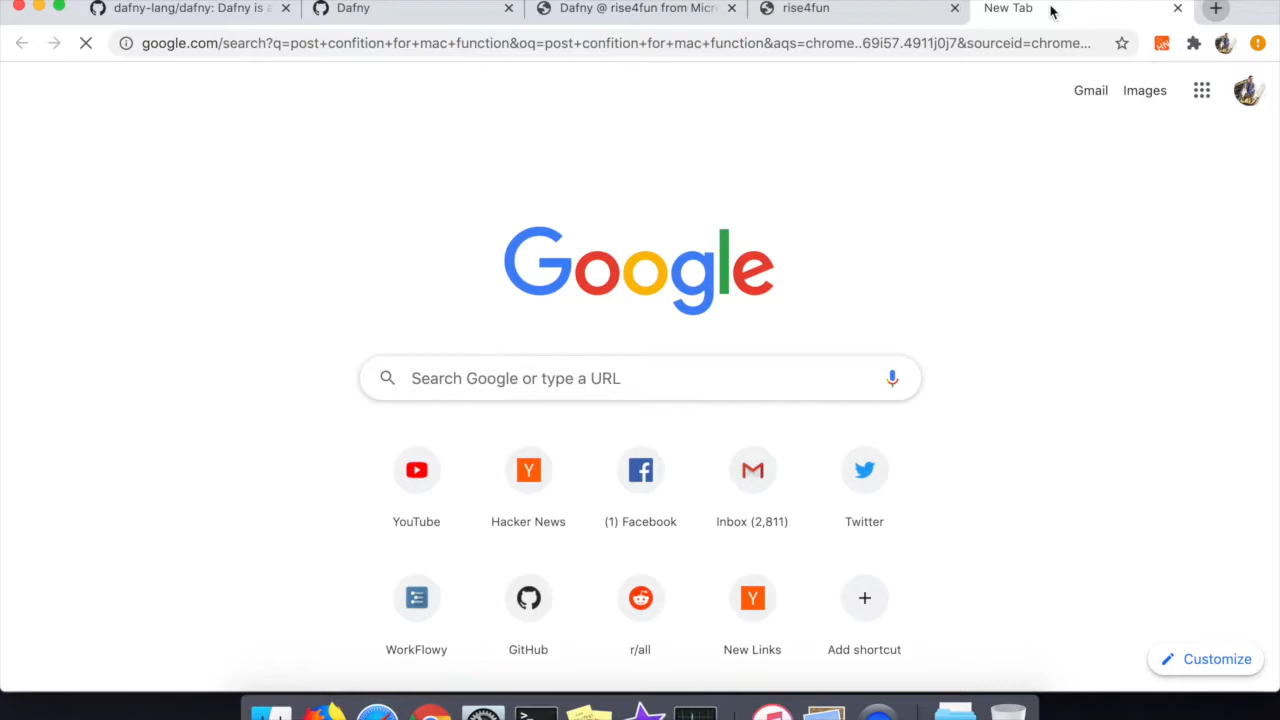 dafny-lang/dafny: Dafny is a
Dafny
Dafny @ rise4fun from Micr
rise4fun
New Tab
google.com/search?q=post+confition+for+mac+function&oq=post+confition+for+mac+function&aqs=chrome..69i57.4911j0j7&sourceid=chrome...
Gmail
Images
Google
Search Google or type a URL
YouTube
Hacker News
(1) Facebook
Inbox (2,811)
Twitter
WorkFlowy
GitHub
r/all
New Links
Add shortcut
Customize